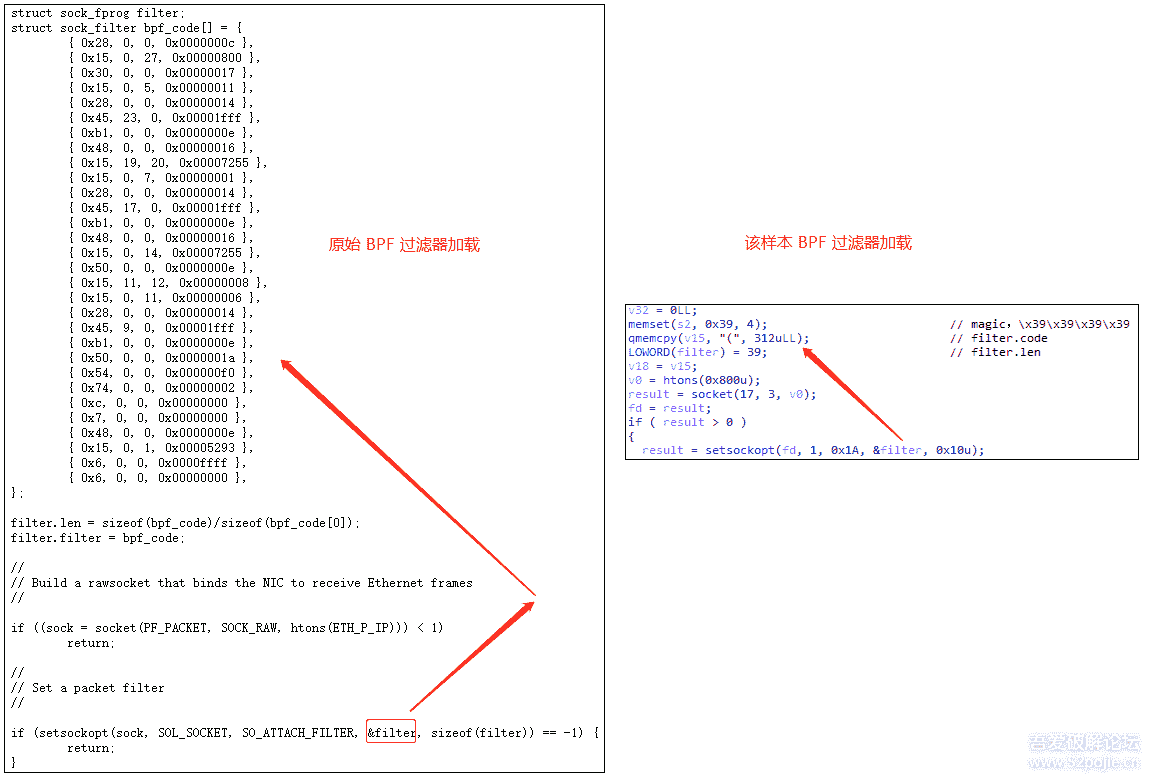 struct sock_fprog filter;
struct sock_filter bpf_code[] = {
{ 0x28, 0, 0, 0x0000000c },
{ 0x15, 0, 27, 0x00000800 },
{ 0x30, 0, 0, 0x00000017 },
{ 0x15, 0, 5, 0x00000011 },
{ 0x28, 0, 0, 0x00000014 },
{ 0x45, 23, 0, 0x00001fff },
{ 0xb1, 0, 0, 0x0000000e },
{ 0x48, 0, 0, 0x00000016 },
{ 0x15, 19, 20, 0x00007255 },
{ 0x15, 0, 7, 0x00000001 },
{ 0x28, 0, 0, 0x00000014 },
{ 0x45, 17, 0, 0x00001fff },
{ 0xb1, 0, 0, 0x0000000e },
{ 0x48, 0, 0, 0x00000016 },
{ 0x15, 0, 14, 0x00007255 },
{ 0x50, 0, 0, 0x0000000e },
{ 0x15, 11, 12, 0x00000008 },
{ 0x15, 0, 11, 0x00000006 },
{ 0x28, 0, 0, 0x00000014 },
{ 0x45, 9, 0, 0x00001fff },
{ 0xb1, 0, 0, 0x0000000e },
{ 0x50, 0, 0, 0x0000001a },
{ 0x54, 0, 0, 0x000000f0 },
{ 0x74, 0, 0, 0x00000002 },
{ 0xc, 0, 0, 0x00000000 },
{ 0x7, 0, 0, 0x00000000 },
{ 0x48, 0, 0, 0x0000000e },
{ 0x15, 0, 1, 0x00005293 },
{ 0x6, 0, 0, 0x0000ffff },
{ 0x6, 0, 0, 0x00000000 },
};
filter.len = sizeof(bpf_code)/sizeof(bpf_code[0]);
filter.filter = bpf_code;
//
// Build a rawsocket that binds the NIC to receive Ethernet frames
//
if ((sock = socket(PF_PACKET, SOCK_RAW, htons(ETH_P_IP))) < 1)
return;
//
// Set a packet filter
//
if (setsockopt(sock, SOL_SOCKET, SO_ATTACH_FILTER, &filter, sizeof(filter)) == -1) {
return;
}
原始 BPF 过滤器加载
该样本 BPF 过滤器加载
v32 = 0LL;
memset(s2, 0x39, 4); // magic，\x39\x39\x39\x39
qmemcpy(v15, "(", 312uLL); // filter.code
LOWORD(filter) = 39; // filter.len
v18 = v15;
v0 = htons(0x800u);
result = socket(17, 3, v0);
fd = result;
if ( result > 0 )
{
result = setsockopt(fd, 1, 0x1A, &filter, 0x10u);
吾爱破解论坛
www.52pojie.cn